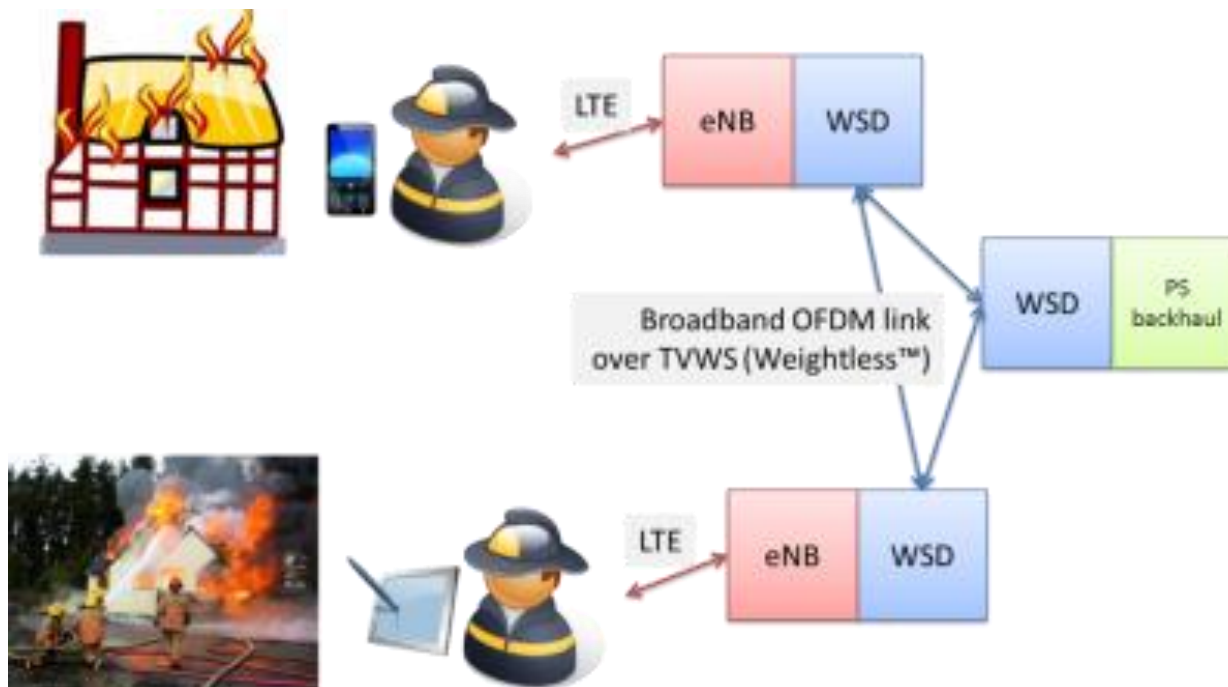 LTE
eNB
WSD
WSD
PS
backhaul
Broadband OFDM link
over TVWS (Weightless™)
LTE
eNB
WSD